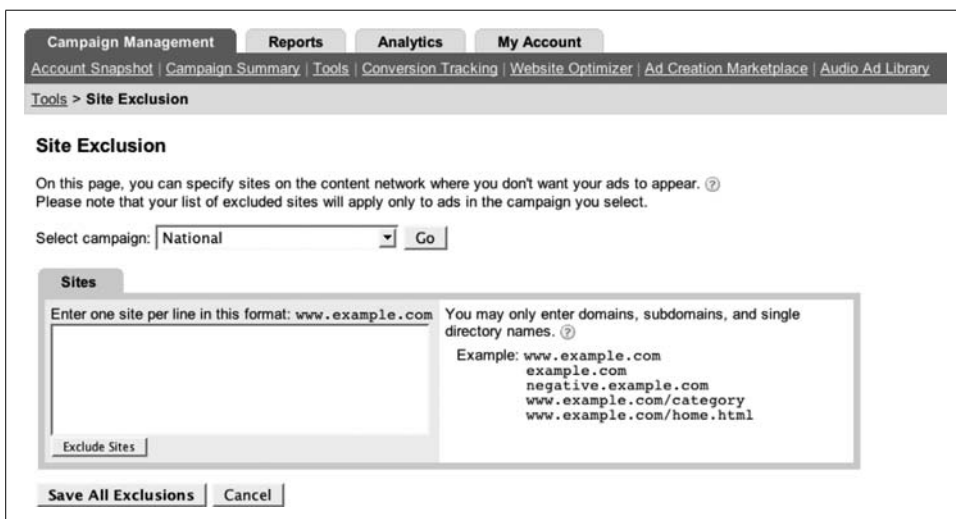 Campaign Management Reports Analytics My Account
Account Snapshot | Campaign Summary | Tools | Conversion Tracking | Website Optimizer | Ad Creation Marketplace | Audio Ad Library
Tools > Site Exclusion
Site Exclusion
On this page, you can specify sites on the content network where you don't want your ads to appear. ?
Please note that your list of excluded sites will apply only to ads in the campaign you select.
Select campaign: National Go
Sites
Enter one site per line in this format: www.example.com
Exclude Sites
You may only enter domains, subdomains, and single
directory names. ?
Example: www.example.com
example.com
negative.example.com
www.example.com/category
www.example.com/home.html
Save All Exclusions Cancel